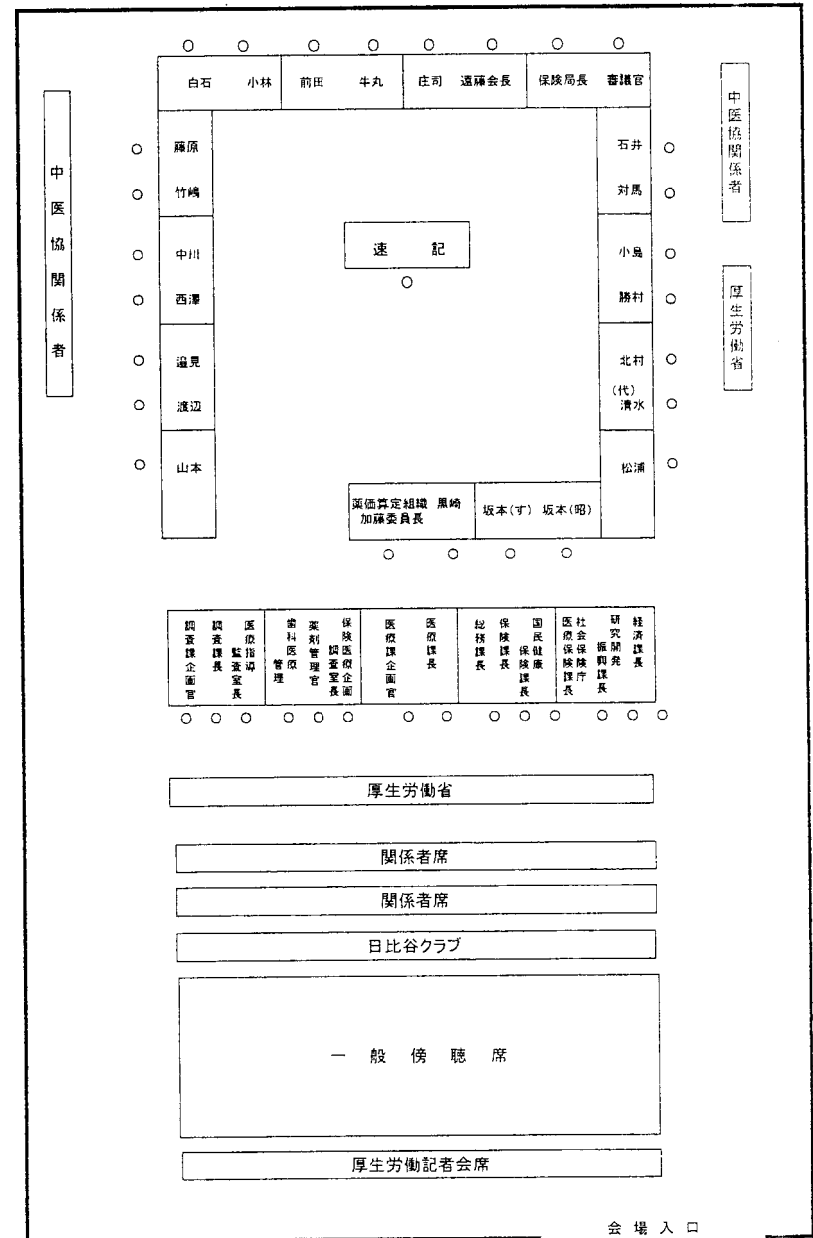 白石 小林 前田 牛丸 庄司 遠藤会長 保険局長 審議官
中医協関係者
藤原
竹嶋
中川
西澤
渡辺
山本
速 記
石井
対馬
小島
勝村
北村
(代)
清水
松浦
中医協関係者
厚生労働省
薬価算定組織 黒崎
加藤委員長
坂本(す) 坂本(昭)
調査課企画官
調査課長
医療指導
監査室長
歯科医療
管理
薬剤管理官
保険医療企画
調査室長
医療課企画官
医療課長
総務課長
保険課長
国民健康
保険課長
社会保険庁
医療保険課長
研究開発
振興課長
経済課長
厚生労働省
関係者席
関係者席
日比谷クラブ
一 般 傍 聴 席
厚生労働記者会席
会 場 入 口